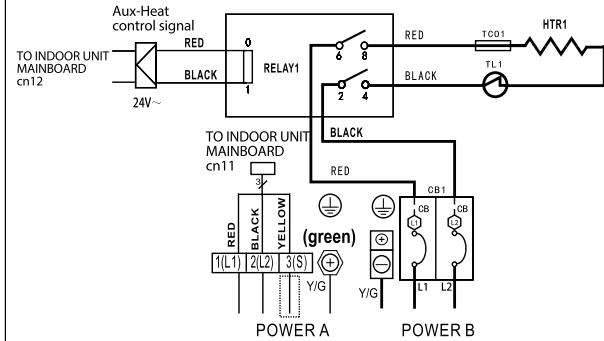 Aux-Heat
control signal
TO INDOOR UNIT
MAINBOARD
cn12
RED
BLACK
24V~
0
1
RELAY1
6
8
2
4
RED
BLACK
TCO1
HTR1
TL1
TO INDOOR UNIT
MAINBOARD
cn11
3
BLACK
RED
RED
BLACK
YELLOW
(green)
1(L1)
2(L2)
3(S)
Y/G
Y/G
CB1
CB
CB
L1
L2
L1
L2
POWER A
POWER B